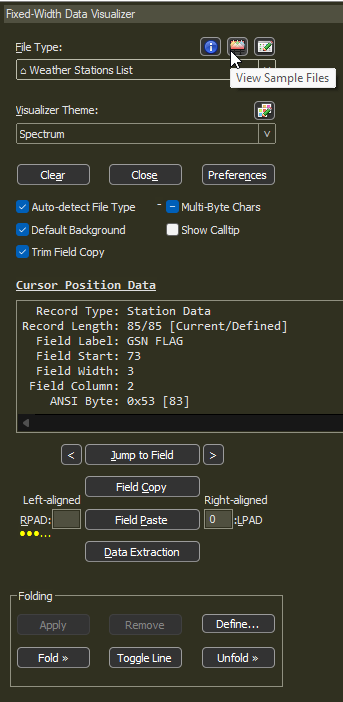 Fixed-Width Data Visualizer
File Type:
⌂ Weather Stations List
View Sample Files
Visualizer Theme:
Spectrum
Clear Close Preferences
Auto-detect File Type Multi-Byte Chars
Default Background Show Calltip
Trim Field Copy
Cursor Position Data
Record Type: Station Data
Record Length: 85/85 [Current/Defined]
Field Label: GSN FLAG
Field Start: 73
Field Width: 3
Field Column: 2
ANSI Byte: 0x53 [83]
< Jump to Field >
Field Copy
Left-aligned Right-aligned
RPAD: Field Paste 0 :LPAD
Data Extraction
Folding
Apply Remove Define...
Fold » Toggle Line Unfold »